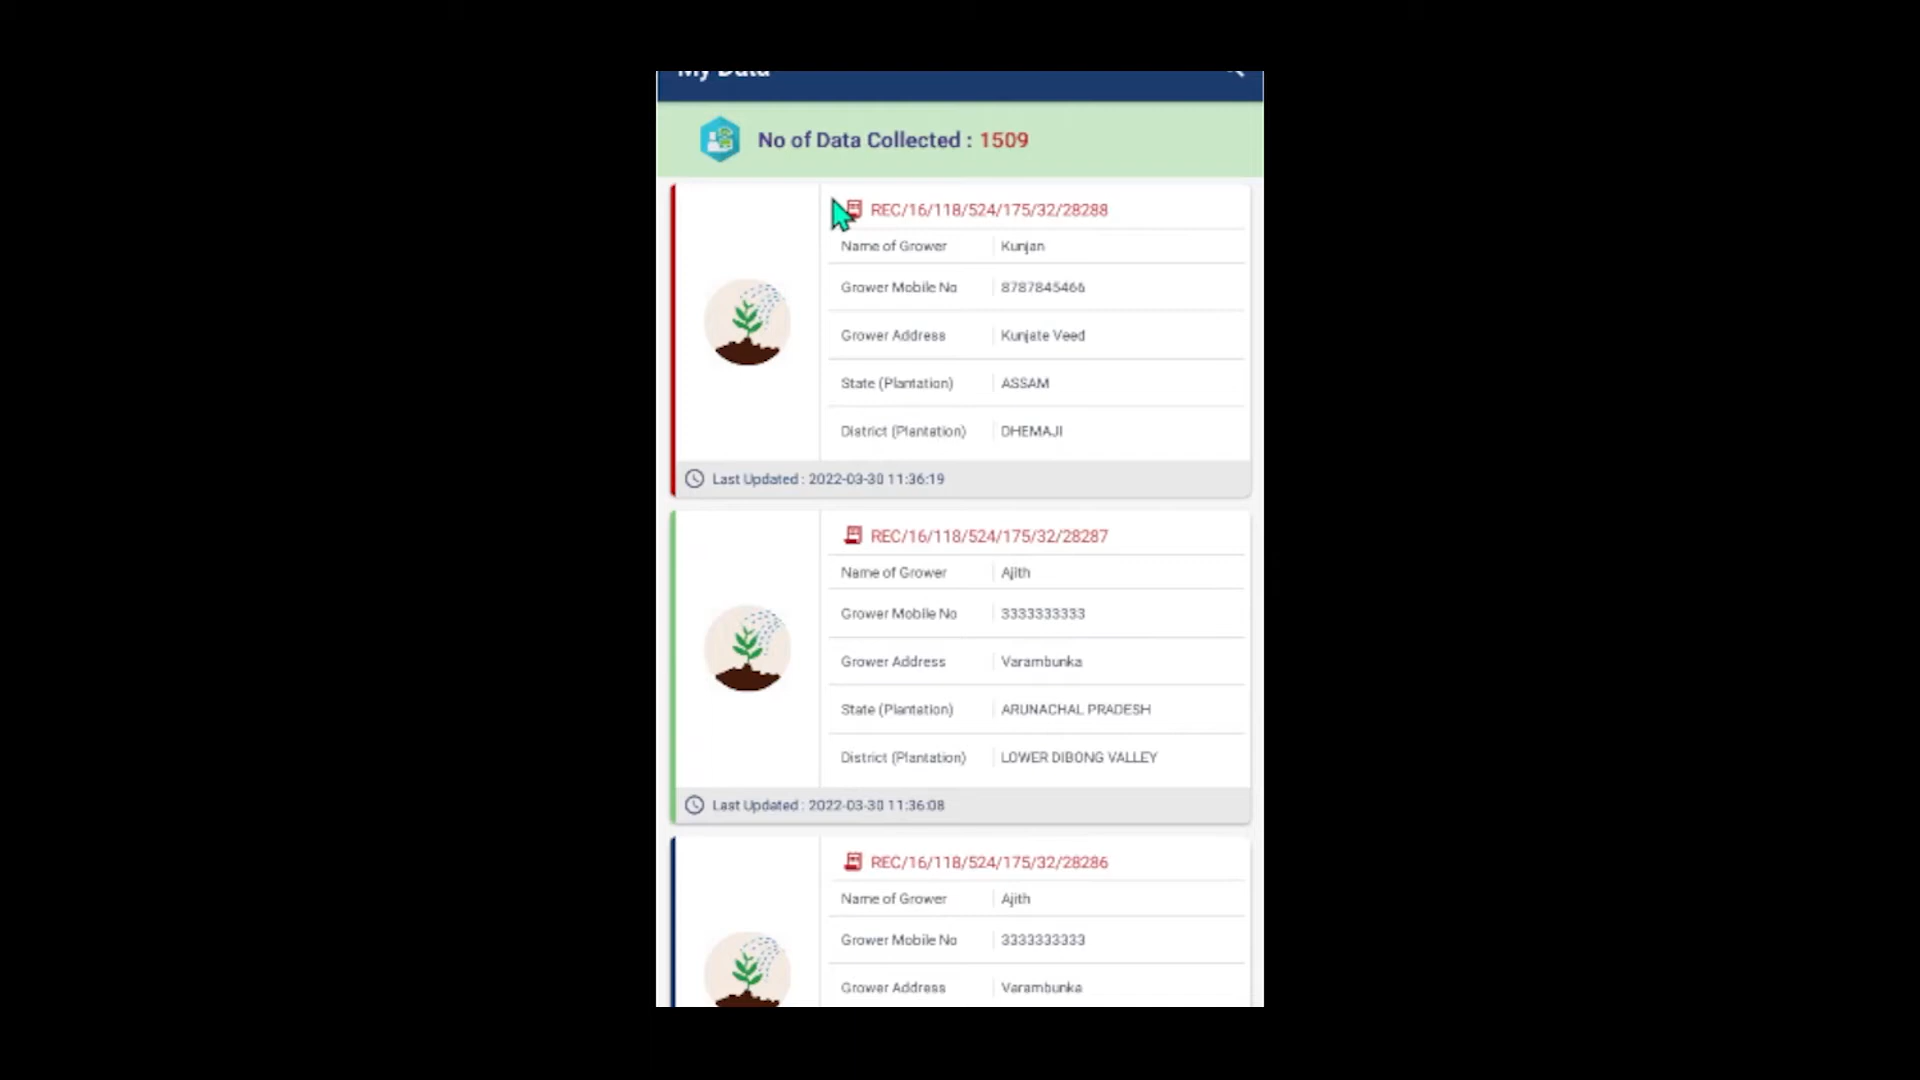 My Data
No of Data Collected : 1509
REC/16/118/524/175/32/28288
Name of Grower Kunjan
Grower Mobile No 8787845466
Grower Address Kunjate Veed
State (Plantation) ASSAM
District (Plantation) DHEMAJI
Last Updated : 2022-03-30 11:36:19
REC/16/118/524/175/32/28287
Name of Grower Ajith
Grower Mobile No 3333333333
Grower Address Varambunka
State (Plantation) ARUNACHAL PRADESH
District (Plantation) LOWER DIBONG VALLEY
Last Updated : 2022-03-30 11:36:08
REC/16/118/524/175/32/28286
Name of Grower Ajith
Grower Mobile No 3333333333
Grower Address Varambunka